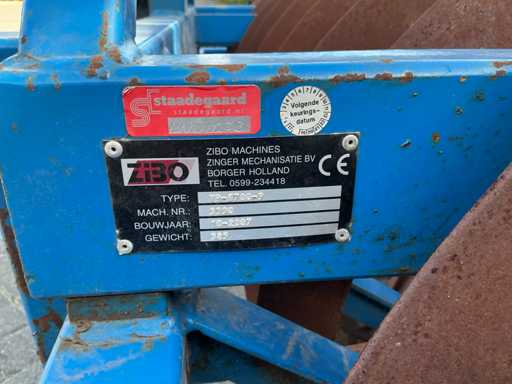 staadegaard
staadegaard.nl
Volgende
keurings-
datum
ZIBO
ZIBO MACHINES
ZINGER MECHANISATIE BV
BORGER HOLLAND
TEL. 0599-234418
CE
TYPE:
MACH. NR.:
BOUWJAAR:
GEWICHT: